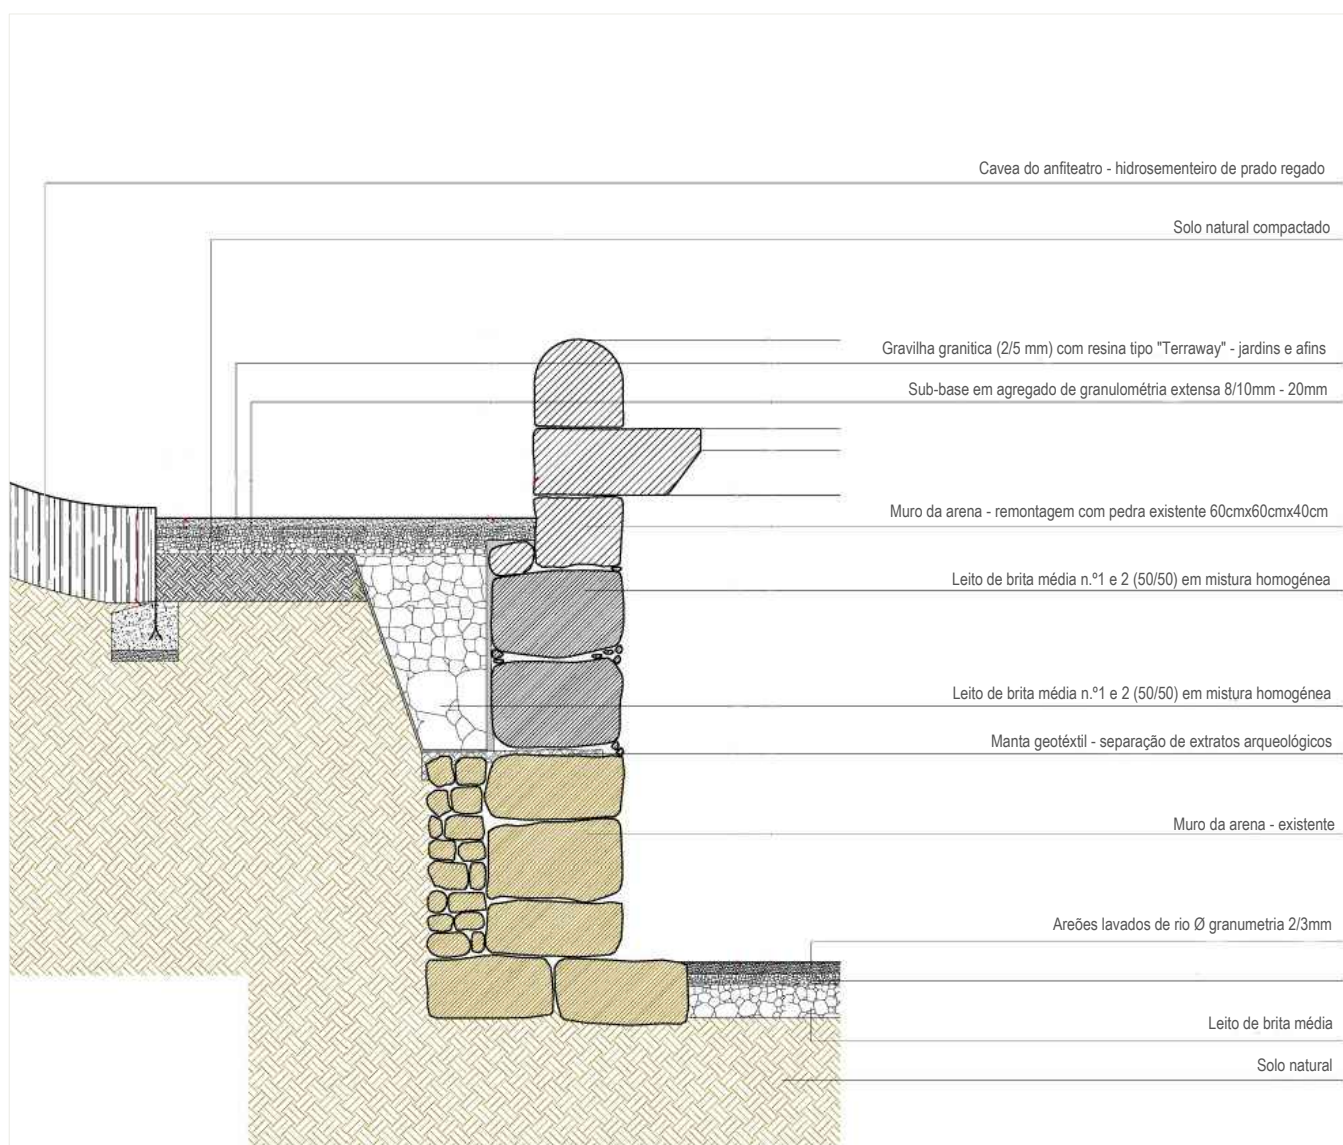 Cavea do anfiteatro - hidrosementeiro de prado regado
Solo natural compactado
Gravilha granitica (2/5 mm) com resina tipo "Terraway" - jardins e afins
Sub-base em agregado de granulométria extensa 8/10mm - 20mm
Muro da arena - remontagem com pedra existente 60cmx60cmx40cm
Leito de brita média n.º1 e 2 (50/50) em mistura homogénea
Leito de brita média n.º1 e 2 (50/50) em mistura homogénea
Manta geotéxtil - separação de extratos arqueológicos
Muro da arena - existente
Areões lavados de rio Ø granumetria 2/3mm
Leito de brita média
Solo natural